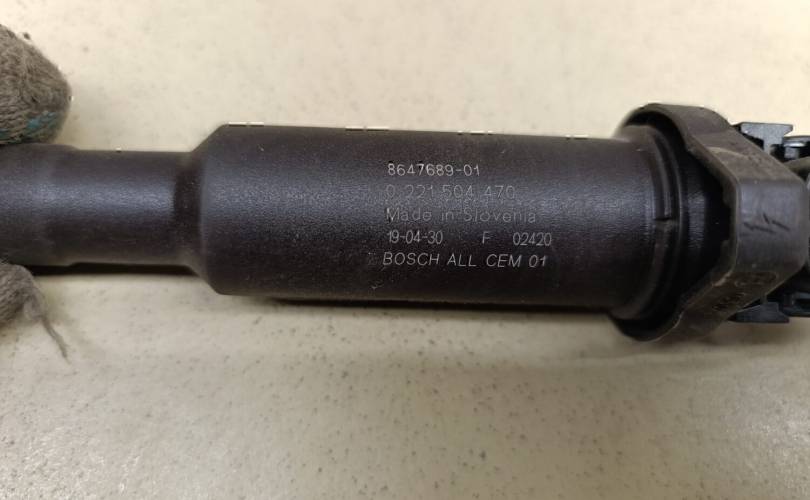 8647689-01
0 221 504 470
Made in Slovenia
19-04-30 F 02420
BOSCH ALL CEM 01